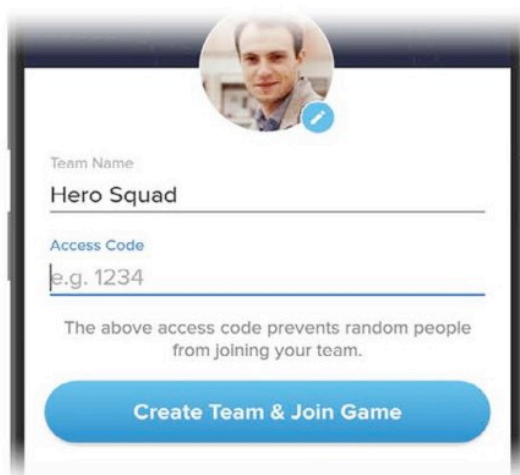 Team Name
Hero Squad
Access Code
e.g. 1234
The above access code prevents random people
from joining your team.
Create Team & Join Game